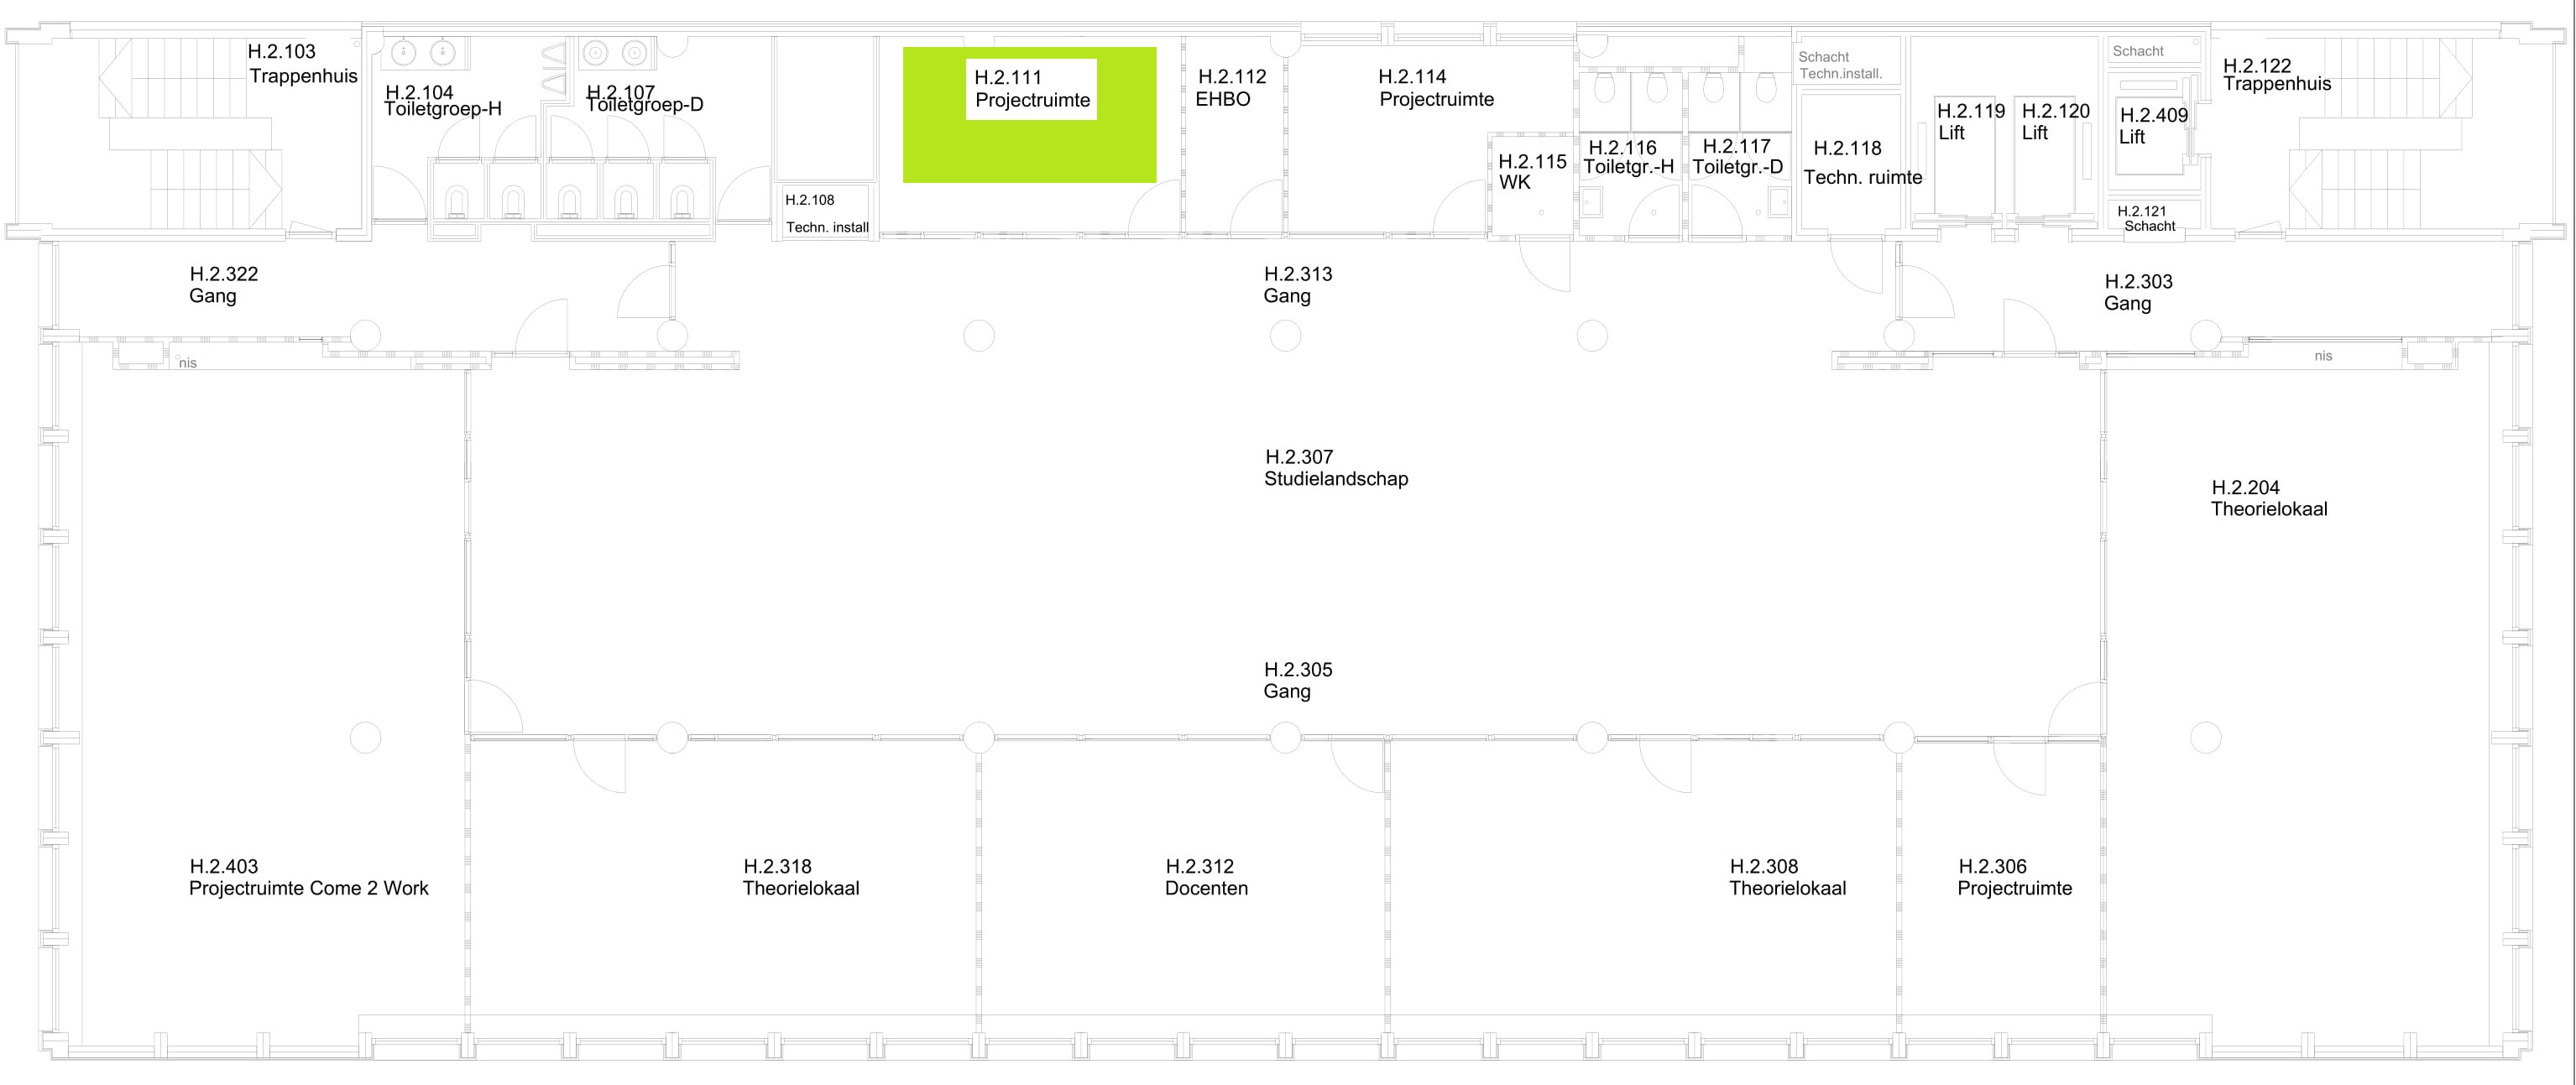 H.2.103
Trappenhuis
H.2.104
Toiletgroep-H
H.2.107
Toiletgroep-D
H.2.108
Techn. install
H.2.111
Projectruimte
H.2.112
EHBO
H.2.114
Projectruimte
H.2.115
WK
H.2.116
Toiletgr.-H
H.2.117
Toiletgr.-D
Schacht
Techn.install.
H.2.118
Techn. ruimte
H.2.119
Lift
H.2.120
Lift
Schacht
H.2.409
Lift
H.2.121
Schacht
H.2.122
Trappenhuis
H.2.322
Gang
H.2.313
Gang
H.2.303
Gang
nis
nis
H.2.307
Studielandschap
H.2.204
Theorielokaal
H.2.305
Gang
H.2.403
Projectruimte Come 2 Work
H.2.318
Theorielokaal
H.2.312
Docenten
H.2.308
Theorielokaal
H.2.306
Projectruimte